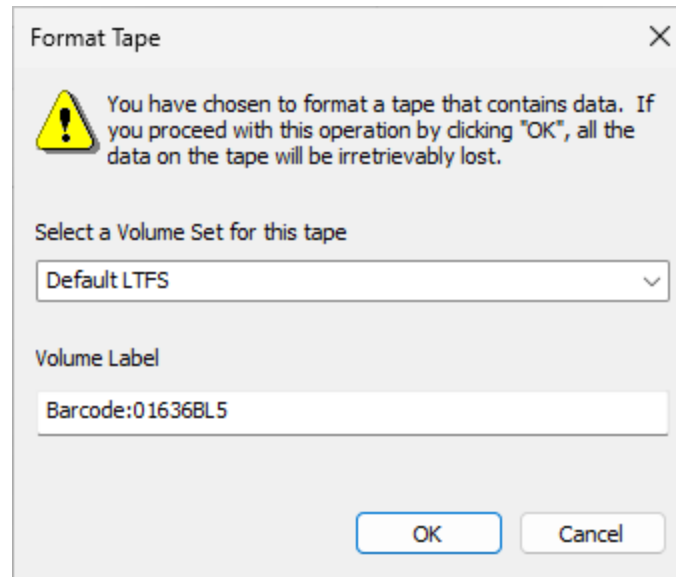 Format Tape
You have chosen to format a tape that contains data.  If
you proceed with this operation by clicking "OK", all the
data on the tape will be irretrievably lost.
Select a Volume Set for this tape
Default LTFS
Volume Label
Barcode:01636BL5
OK
Cancel